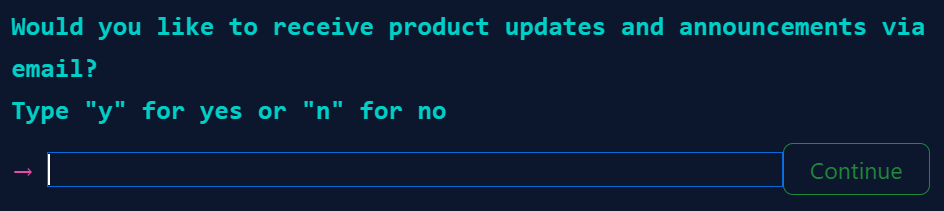 Would you like to receive product updates and announcements via
email?
Type "y" for yes or "n" for no
→ Continue